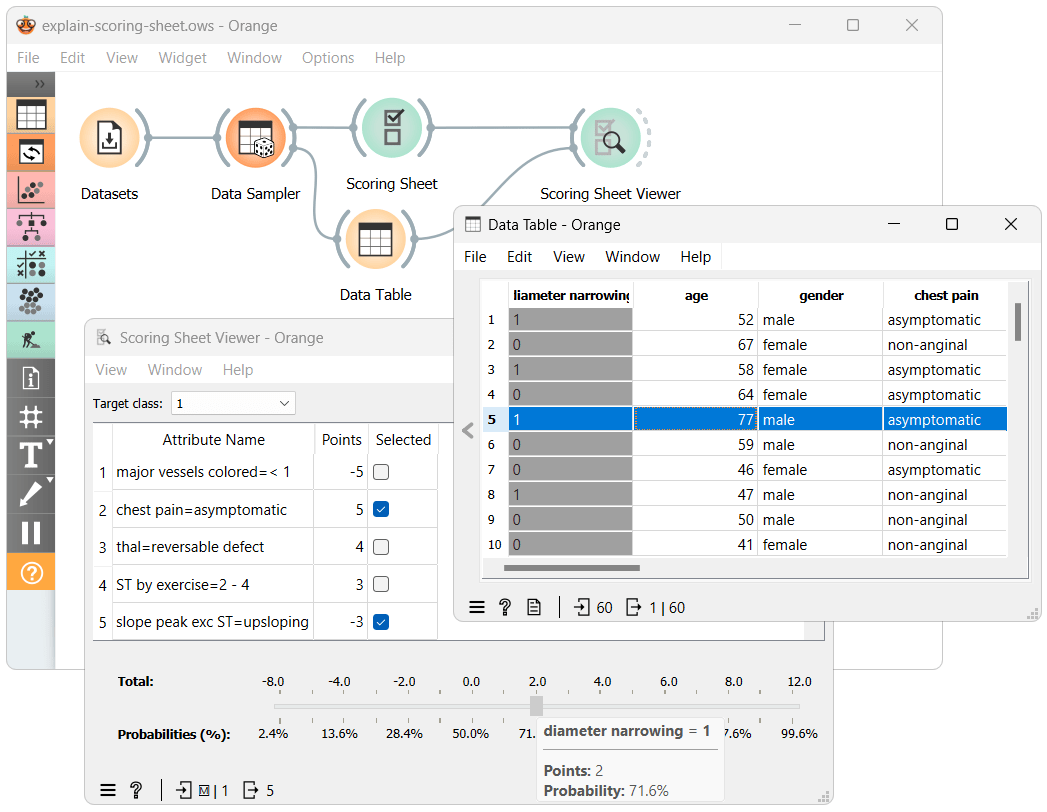 explain-scoring-sheet.ows - Orange
File Edit View Widget Window Options Help
Datasets
Data Sampler
Scoring Sheet
Scoring Sheet Viewer
Data Table
Data Table - Orange
File Edit View Window Help
liameter narrowing age gender chest pain
1 1 52 male asymptomatic
2 0 67 female non-anginal
3 1 58 female asymptomatic
4 0 64 female asymptomatic
5 1 77 male asymptomatic
6 0 59 male non-anginal
7 0 46 female asymptomatic
8 1 47 male non-anginal
9 0 50 male non-anginal
10 0 41 female non-anginal
60 1 | 60
Scoring Sheet Viewer - Orange
View Window Help
Target class: 1
Attribute Name Points Selected
1 major vessels colored=< 1 -5
2 chest pain=asymptomatic 5
3 thal=reversable defect 4
4 ST by exercise=2 - 4 3
5 slope peak exc ST=upsloping -3
Total: -8.0 -4.0 -2.0 0.0 2.0 4.0 6.0 8.0 12.0
Probabilities (%): 2.4% 13.6% 28.4% 50.0% 71. 7.6% 99.6%
diameter narrowing = 1
Points: 2
Probability: 71.6%
M | 1 5